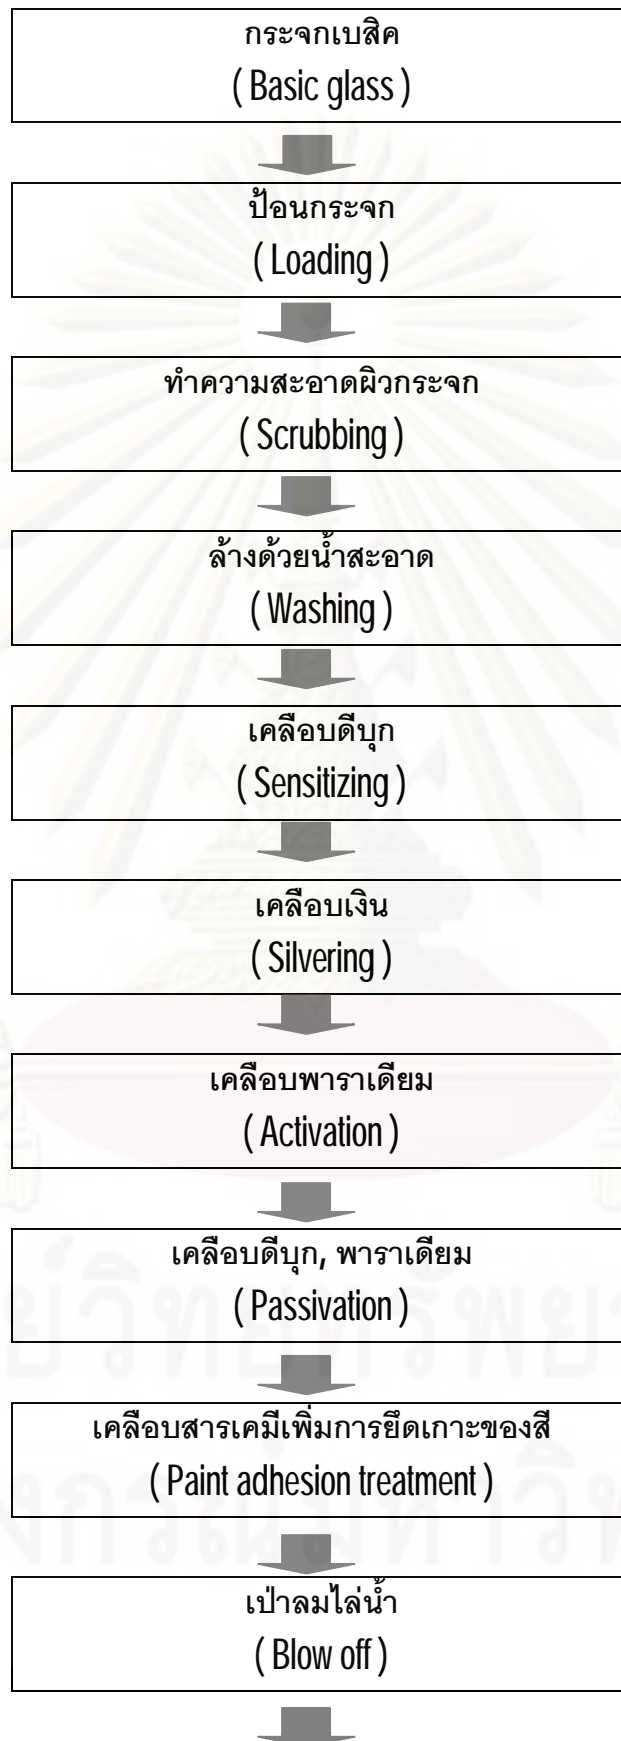 กระจกเบสิค
( Basic glass )
ป้อนกระจก
( Loading )
ทำความสะอาดผิวกระจก
( Scrubbing )
ล้างด้วยน้ำสะอาด
( Washing )
เคลือบดีบุก
( Sensitizing )
เคลือบเงิน
( Silvering )
เคลือบพาราเดียม
( Activation )
เคลือบดีบุก, พาราเดียม
( Passivation )
เคลือบสารเคมีเพิ่มการยึดเกาะของสี
( Paint adhesion treatment )
เป่าลมไล่น้ำ
( Blow off )